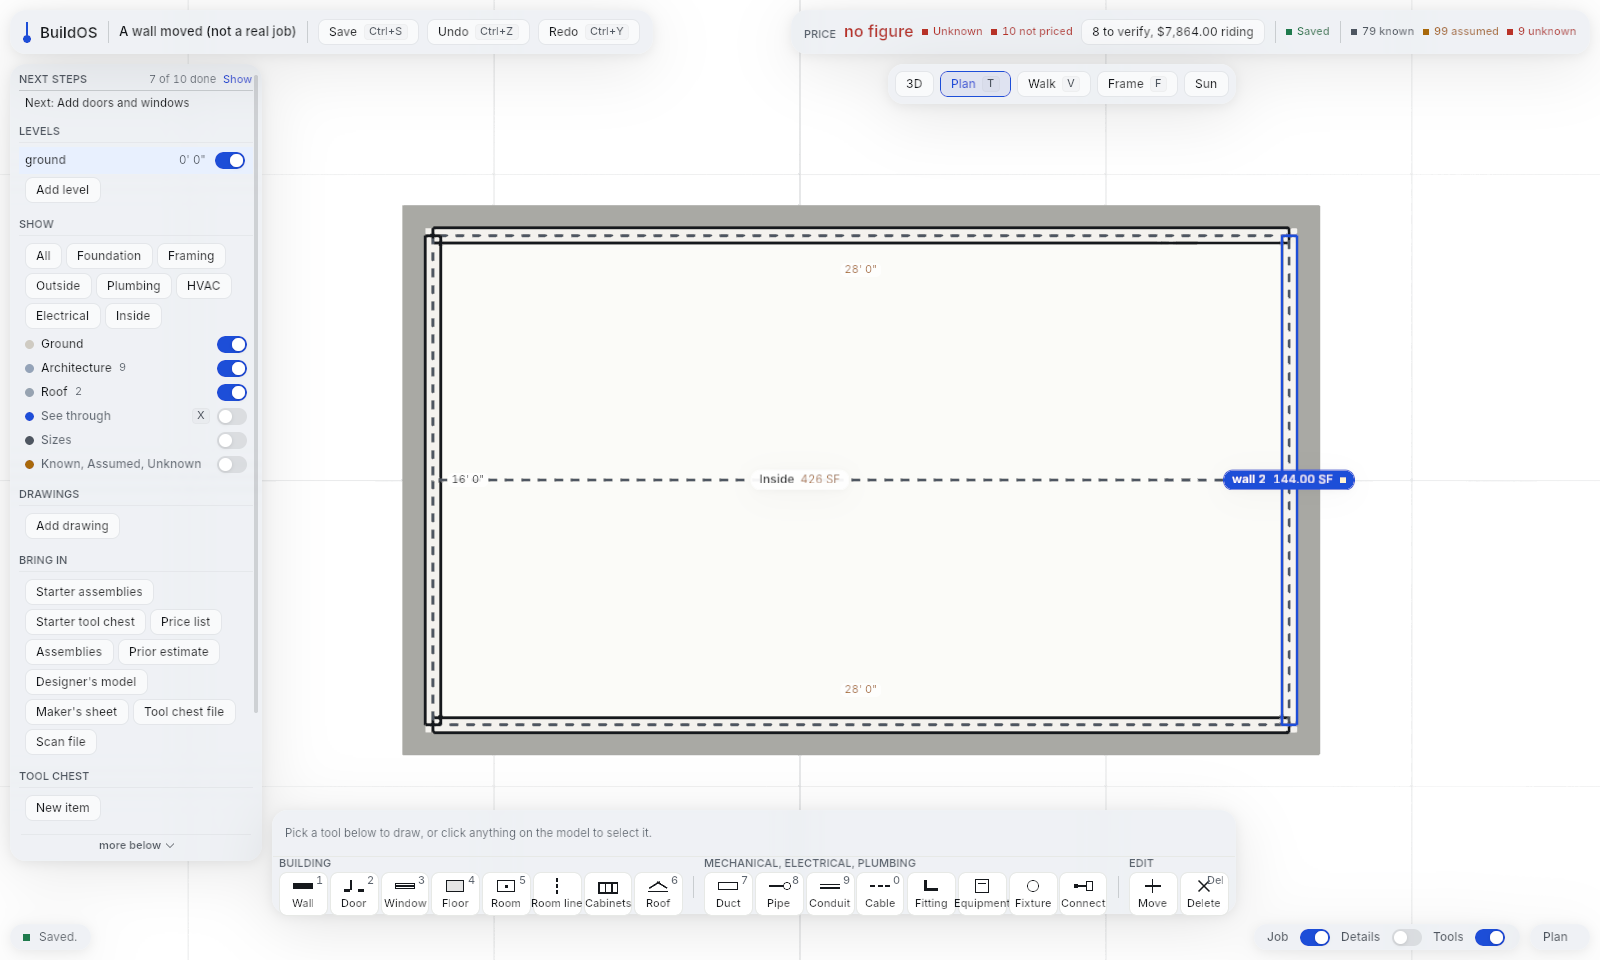 BuildOS A wall moved (not a real job) Save Ctrl+S Undo Ctrl+Z Redo Ctrl+Y
PRICE no figure Unknown 10 not priced 8 to verify, $7,864.00 riding Saved 79 known 99 assumed 9 unknown
3D Plan T Walk V Frame F Sun
NEXT STEPS 7 of 10 done Show
Next: Add doors and windows
LEVELS
ground 0' 0"
Add level
SHOW
All Foundation Framing
Outside Plumbing HVAC
Electrical Inside
Ground
Architecture 9
Roof 2
See through X
Sizes
Known, Assumed, Unknown
DRAWINGS
Add drawing
BRING IN
Starter assemblies
Starter tool chest Price list
Assemblies Prior estimate
Designer's model
Maker's sheet Tool chest file
Scan file
TOOL CHEST
New item
more below
28' 0"
16' 0" Inside 426 SF wall 2 144.00 SF
28' 0"
Pick a tool below to draw, or click anything on the model to select it.
BUILDING MECHANICAL, ELECTRICAL, PLUMBING EDIT
1 2 3 4 5 6 7 8 9 0 Del
Wall Door Window Floor Room Room line Cabinets Roof Duct Pipe Conduit Cable Fitting Equipment Fixture Connect Move Delete
Saved.
Job Details Tools Plan